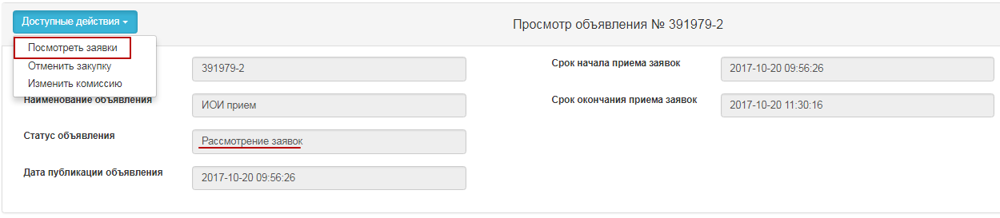 Доступные действия
Просмотр объявления № 391979-2
Посмотреть заявки
Отменить закупку
Изменить комиссию
391979-2
Срок начала приема заявок
2017-10-20 09:56:26
Наименование объявления
ИОИ прием
Срок окончания приема заявок
2017-10-20 11:30:16
Статус объявления
Рассмотрение заявок
Дата публикации объявления
2017-10-20 09:56:26